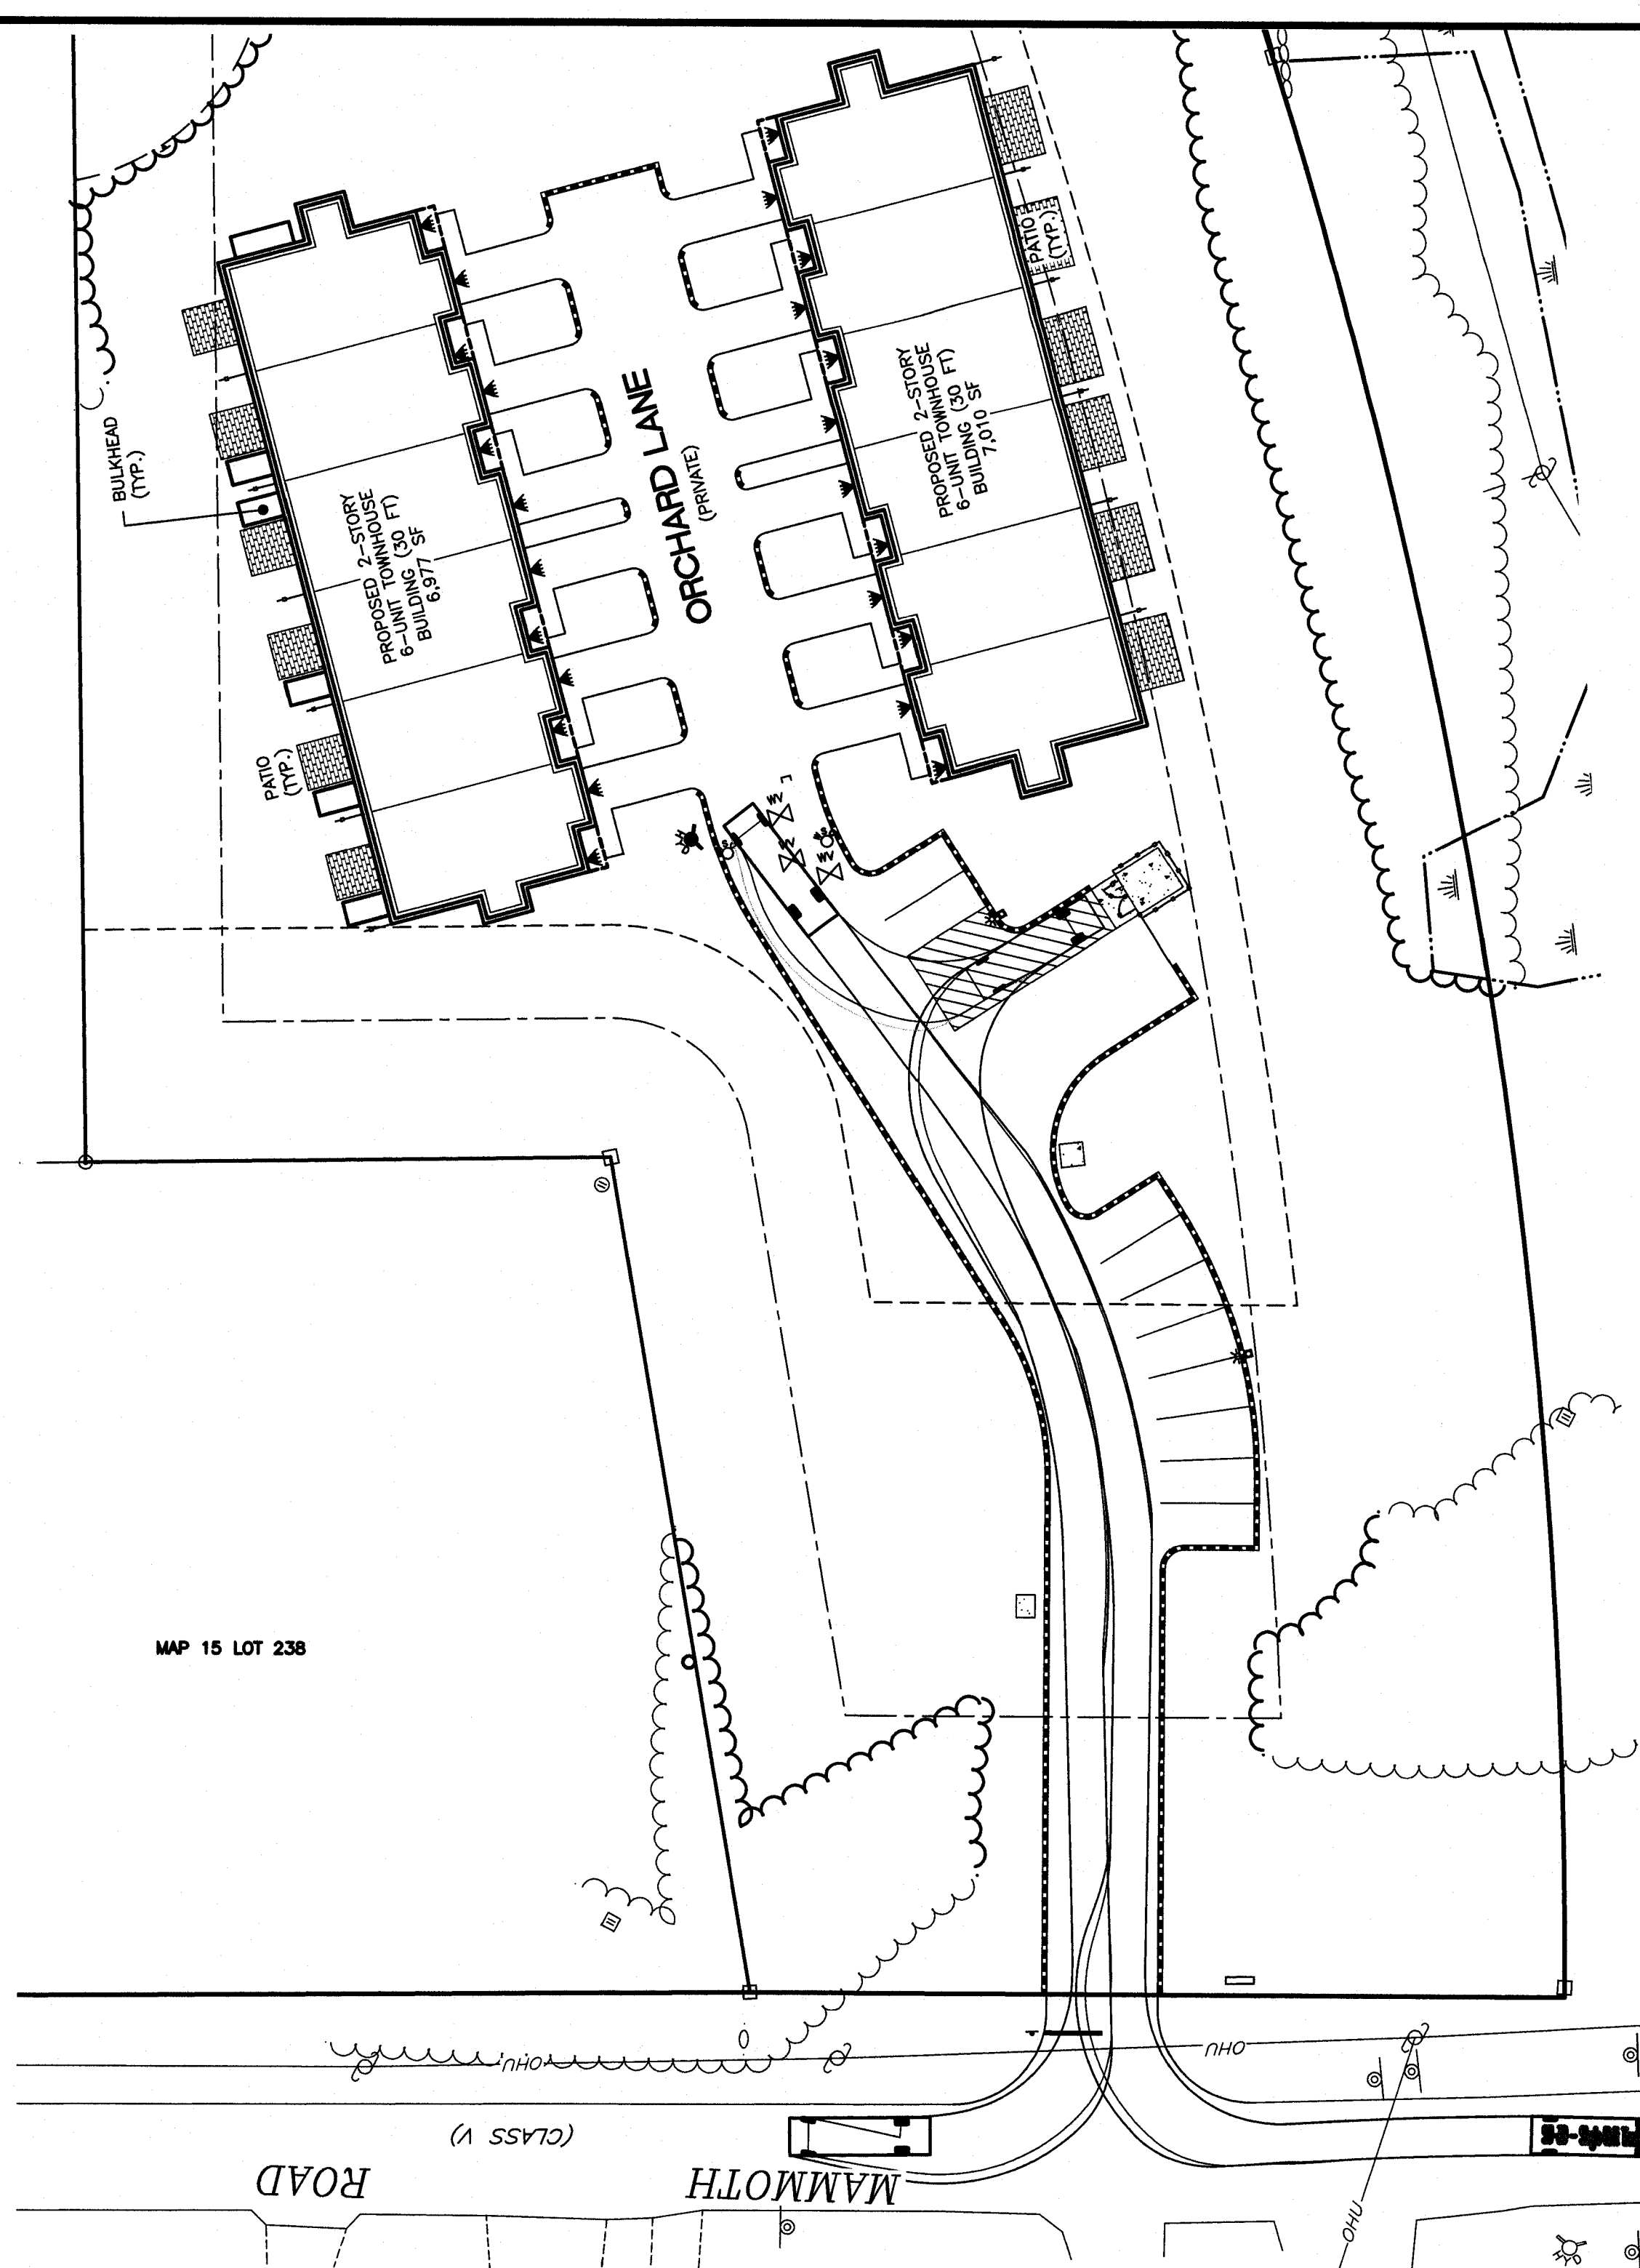 BULKHEAD
(TYP.)
PROPOSED 2-STORY
6-UNIT TOWNHOUSE
BUILDING (30 FT)
6,977 SF
PATIO
(TYP.)
ORCHARD LANE
(PRIVATE)
PROPOSED 2-STORY
6-UNIT TOWNHOUSE
BUILDING (30 FT)
7,010 SF
PATIO
(TYP.)
HYD
WV
WV
WV
S
S
MAP 15 LOT 238
OHU
OHU
OHU
(CLASS V)
MAMMOTH ROAD
HYD